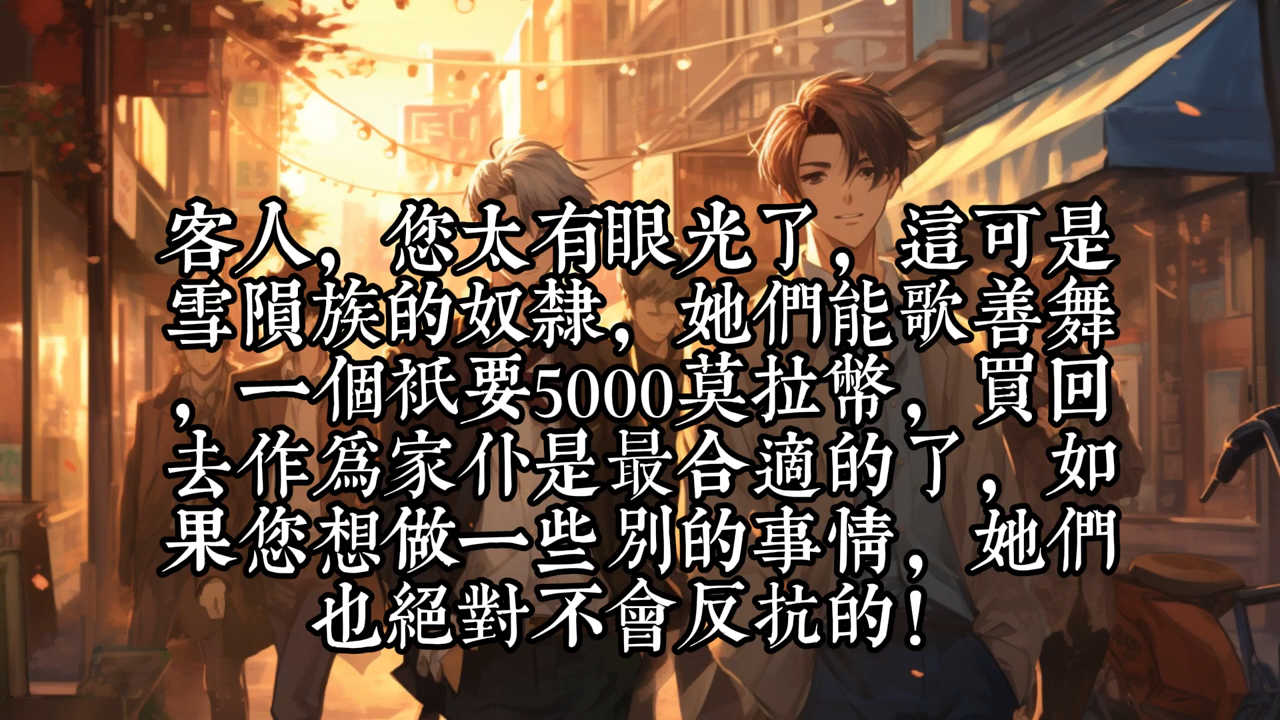 客人，您太有眼光了，這可是
雪隕族的奴隸，她們能歌善舞
，一個衹要5000莫拉幣，買回
去作爲家仆是最合適的了，如
果您想做一些別的事情，她們
也絕對不會反抗的！